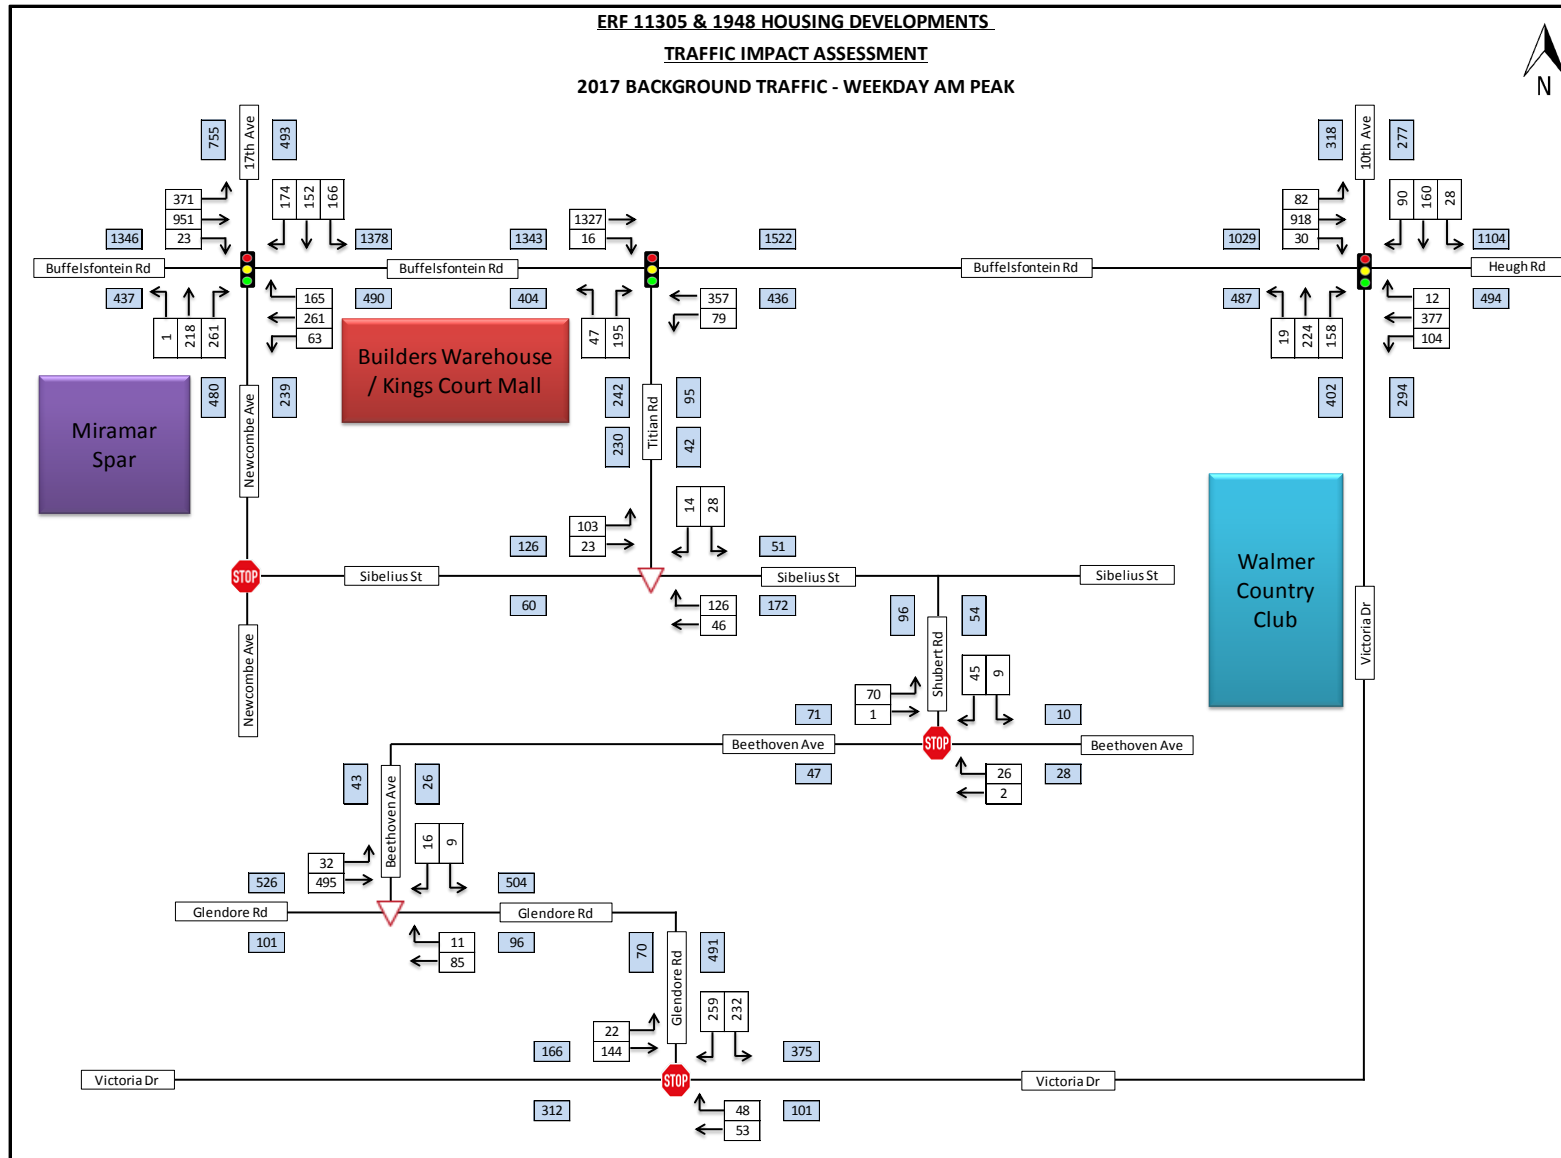 ERF 11305 & 1948 HOUSING DEVELOPMENTS
TRAFFIC IMPACT ASSESSMENT
2017 BACKGROUND TRAFFIC - WEEKDAY AM PEAK
N
755
17th Ave
493
318
10th Ave
277
371
951
23
174
152
166
1327
16
82
918
30
90
160
28
1346
1378
1343
1522
1029
1104
Buffelsfontein Rd
Buffelsfontein Rd
Buffelsfontein Rd
Heugh Rd
437
490
404
436
487
494
1
218
261
165
261
63
47
195
357
79
19
224
158
12
377
104
Builders Warehouse
/ Kings Court Mall
Miramar
Spar
480
239
Newcombe Ave
242
95
230
42
Titian Rd
402
294
103
23
14
28
126
51
STOP
Sibelius St
Sibelius St
Sibelius St
60
126
46
172
Walmer
Country
Club
Newcombe Ave
96
54
Shubert Rd
Victoria Dr
70
1
45
9
71
10
Beethoven Ave
STOP
Beethoven Ave
47
26
2
28
43
26
Beethoven Ave
32
495
16
9
526
504
Glendore Rd
Glendore Rd
101
11
85
96
70
491
Glendore Rd
22
144
259
232
166
375
Victoria Dr
STOP
Victoria Dr
312
48
53
101